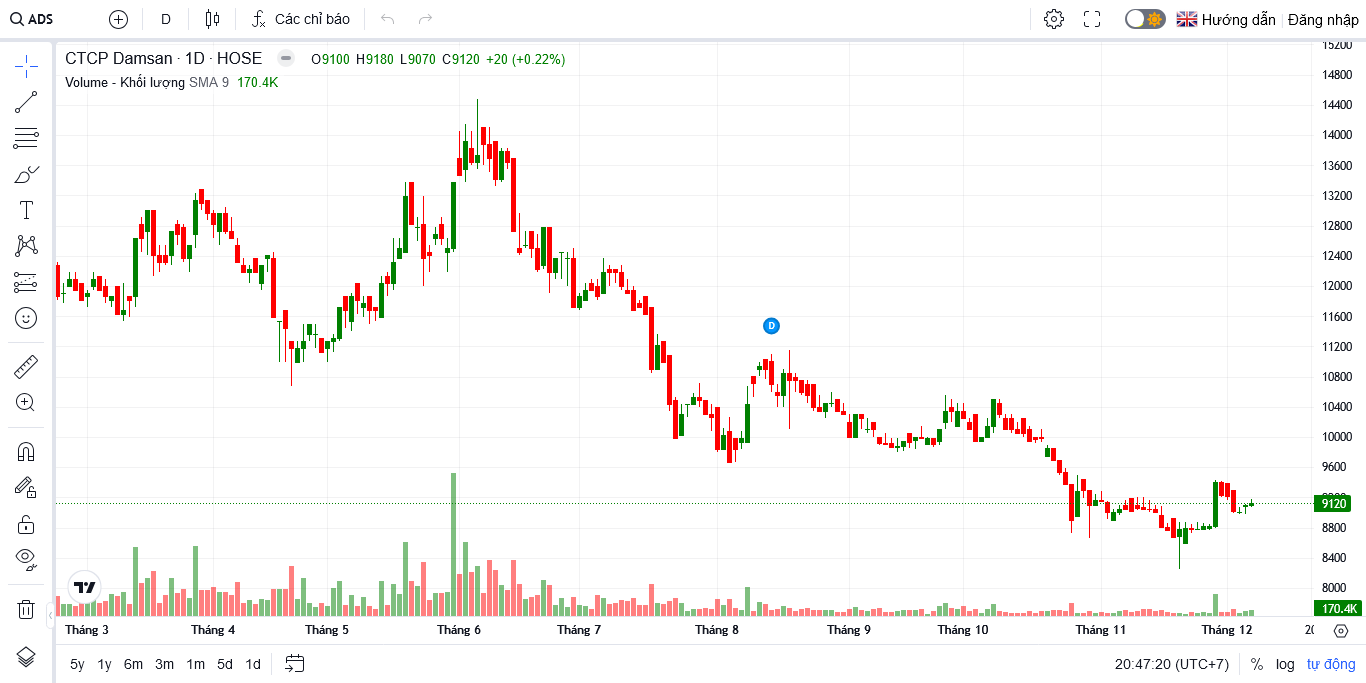 ADS D Các chỉ báo Hướng dẫn Đăng nhập
CTCP Damsan · 1D · HOSE O9100 H9180 L9070 C9120 +20 (+0.22%)
Volume - Khối lượng SMA 9 170.4K
D
15200
14800
14400
14000
13600
13200
12800
12400
12000
11600
11200
10800
10400
10000
9600
9120
8800
8400
8000
170.4K
Tháng 3 Tháng 4 Tháng 5 Tháng 6 Tháng 7 Tháng 8 Tháng 9 Tháng 10 Tháng 11 Tháng 12
5y 1y 6m 3m 1m 5d 1d 20:47:20 (UTC+7) % log tự động